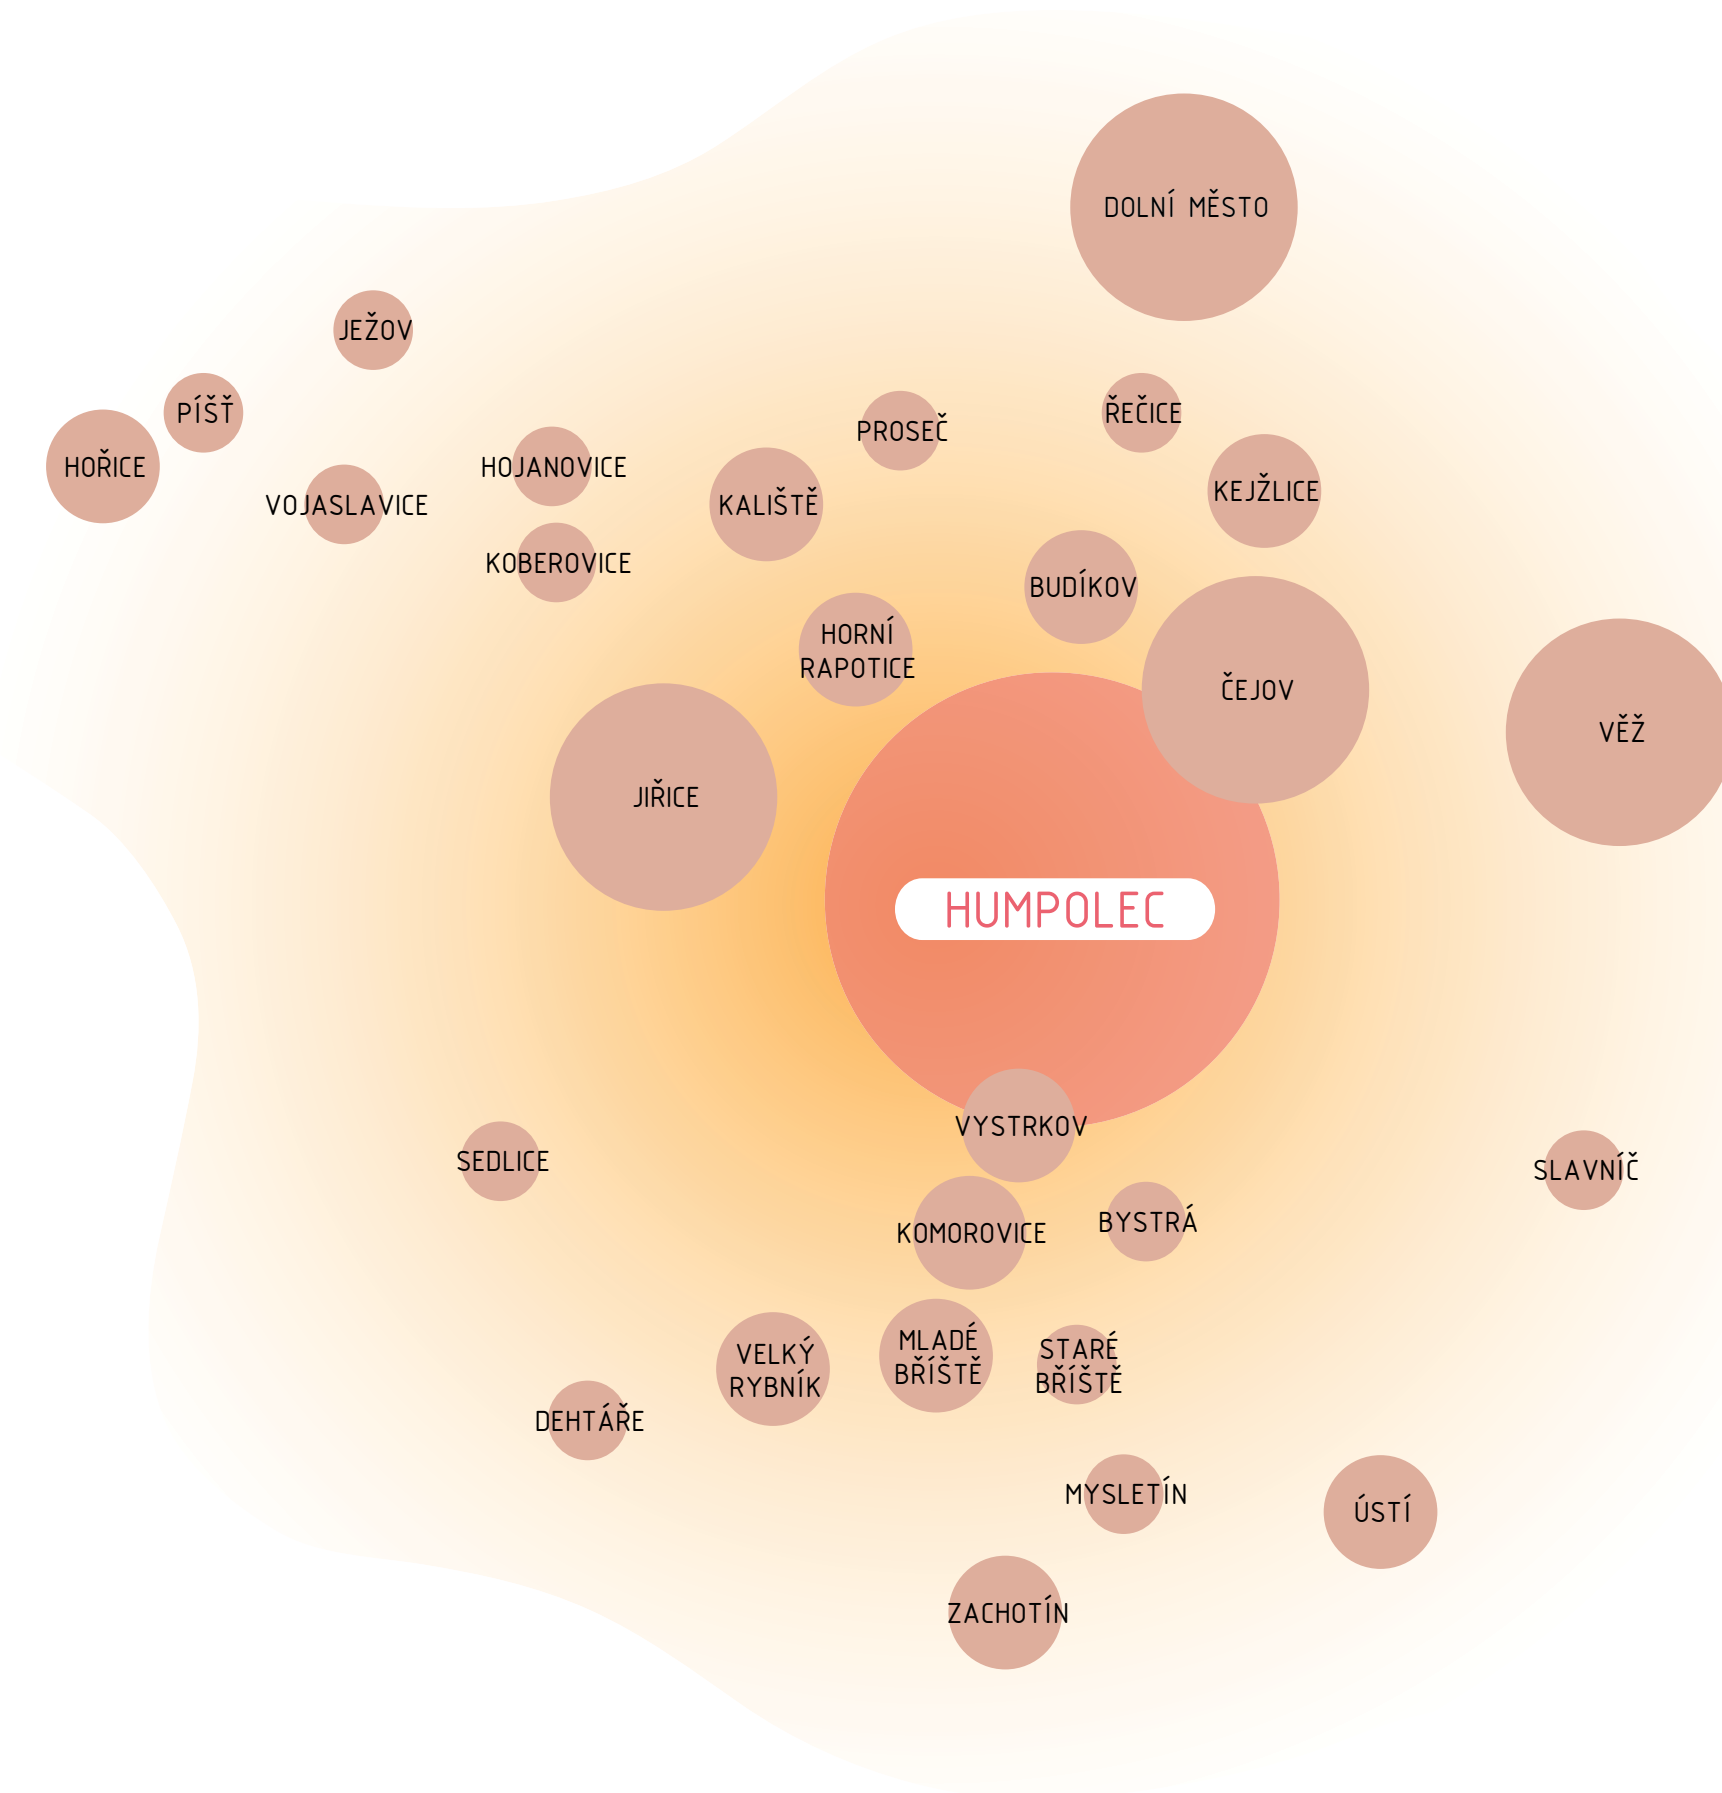 DOLNÍ MĚSTO
JEŽOV
PÍŠŤ
ŘEČICE
PROSEČ
HOŘICE
HOJANOVICE
KEJŽLICE
VOJASLAVICE
KALIŠTĚ
KOBEROVICE
BUDÍKOV
HORNÍ
RAPOTICE
ČEJOV
VĚŽ
JIŘICE
HUMPOLEC
VYSTRKOV
SEDLICE
SLAVNÍČ
BYSTRÁ
KOMOROVICE
MLADÉ
BŘÍŠTĚ
STARÉ
BŘÍŠTĚ
VELKÝ
RYBNÍK
DEHTÁŘE
MYSLETÍN
ÚSTÍ
ZACHOTÍN